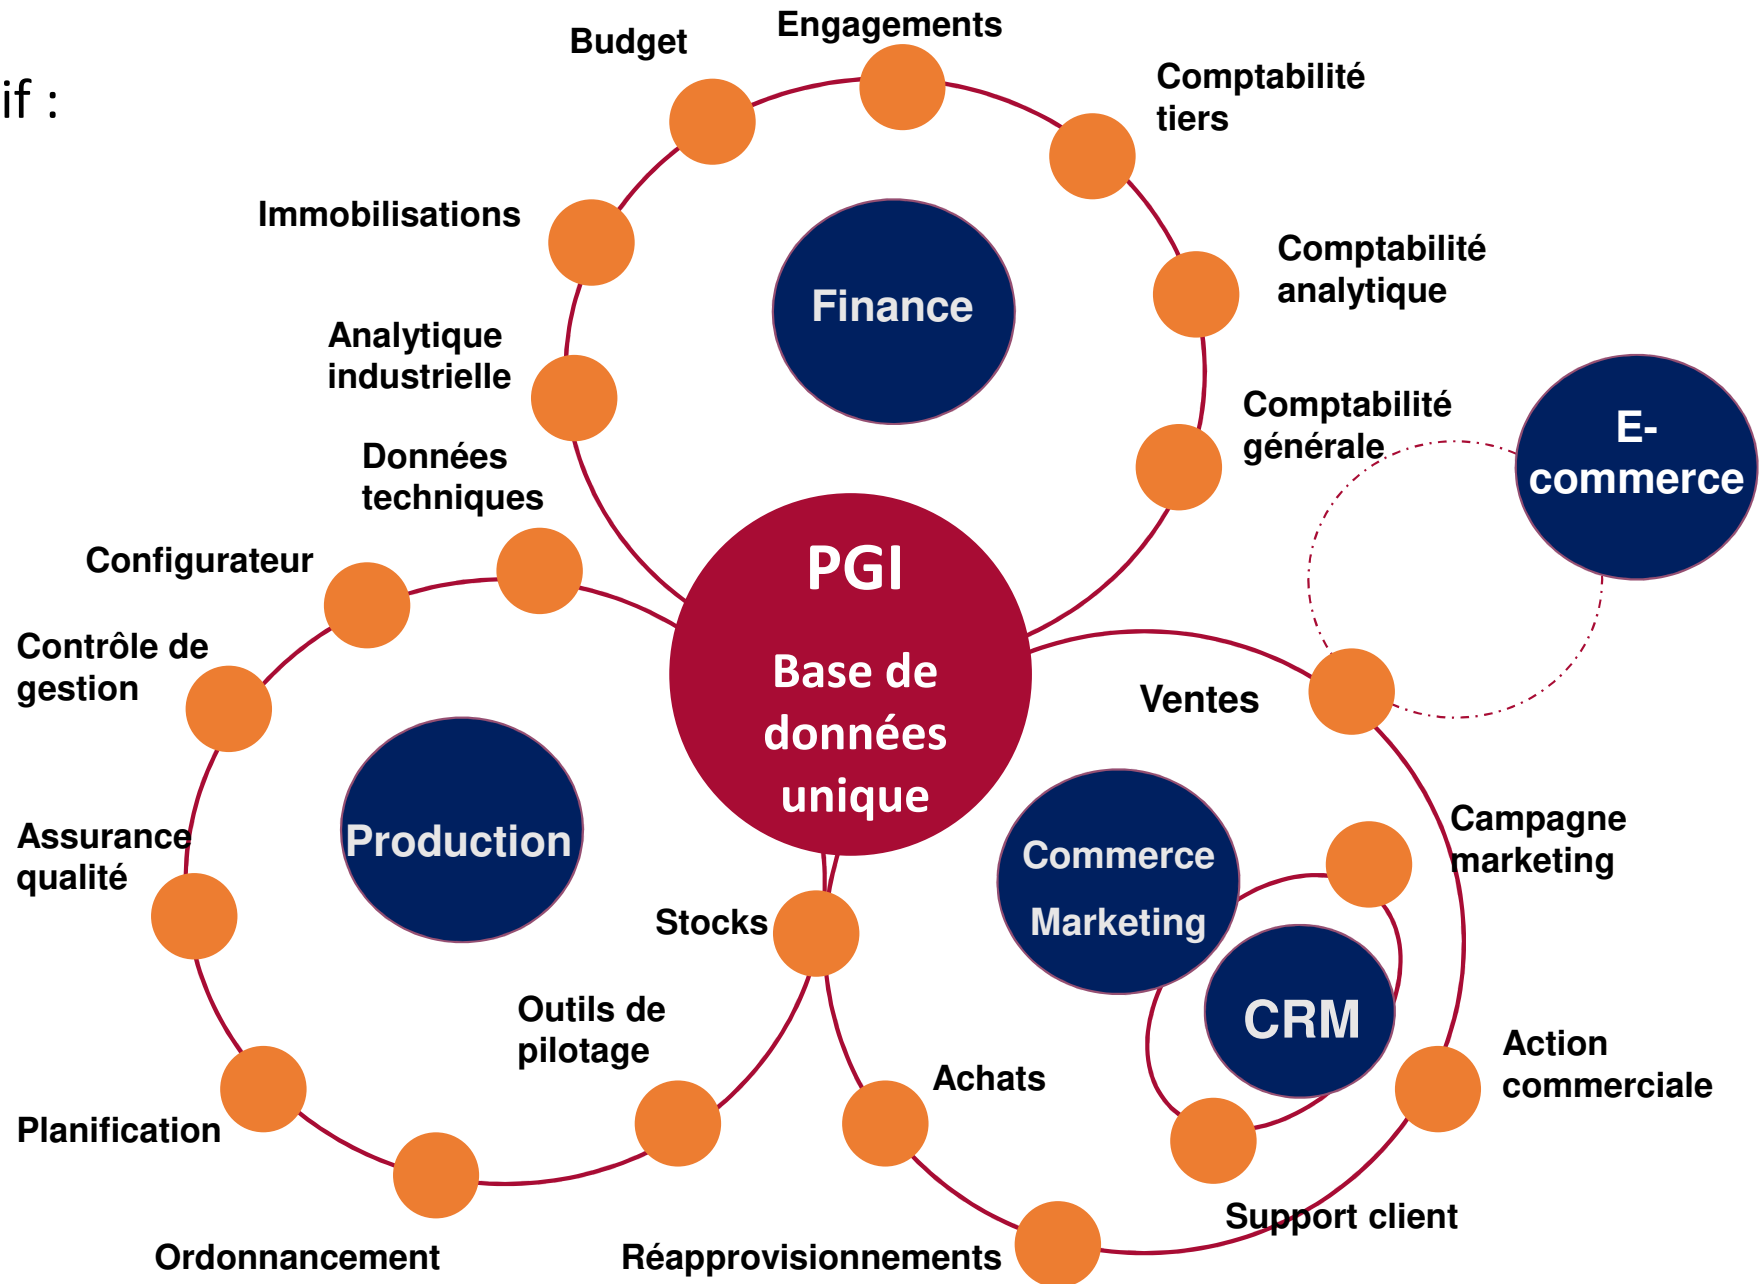 if :
Budget
Engagements
Comptabilité
tiers
Immobilisations
Finance
Comptabilité
analytique
Analytique
industrielle
Comptabilité
générale
E-
commerce
Données
techniques
Configurateur
PGI
Base de
données
unique
Contrôle de
gestion
Ventes
Assurance
qualité
Production
Commerce
Marketing
Campagne
marketing
Stocks
CRM
Outils de
pilotage
Achats
Action
commerciale
Planification
Support client
Ordonnancement
Réapprovisionnements